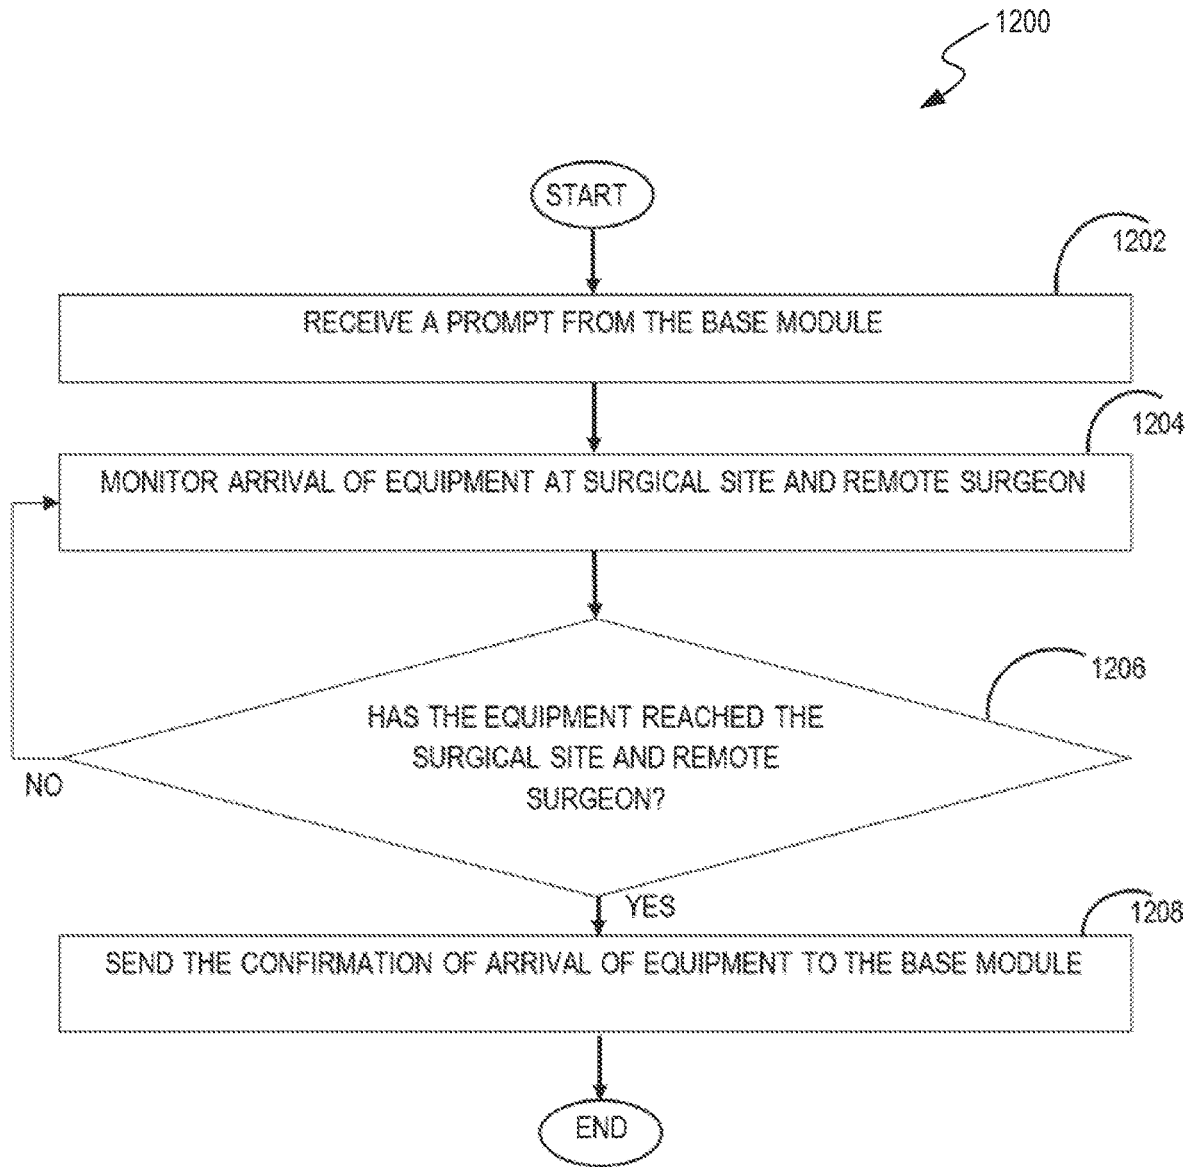 1200
START
1202
RECEIVE A PROMPT FROM THE BASE MODULE
1204
MONITOR ARRIVAL OF EQUIPMENT AT SURGICAL SITE AND REMOTE SURGEON
1206
HAS THE EQUIPMENT REACHED THE
SURGICAL SITE AND REMOTE
SURGEON?
NO
YES
1208
SEND THE CONFIRMATION OF ARRIVAL OF EQUIPMENT TO THE BASE MODULE
END